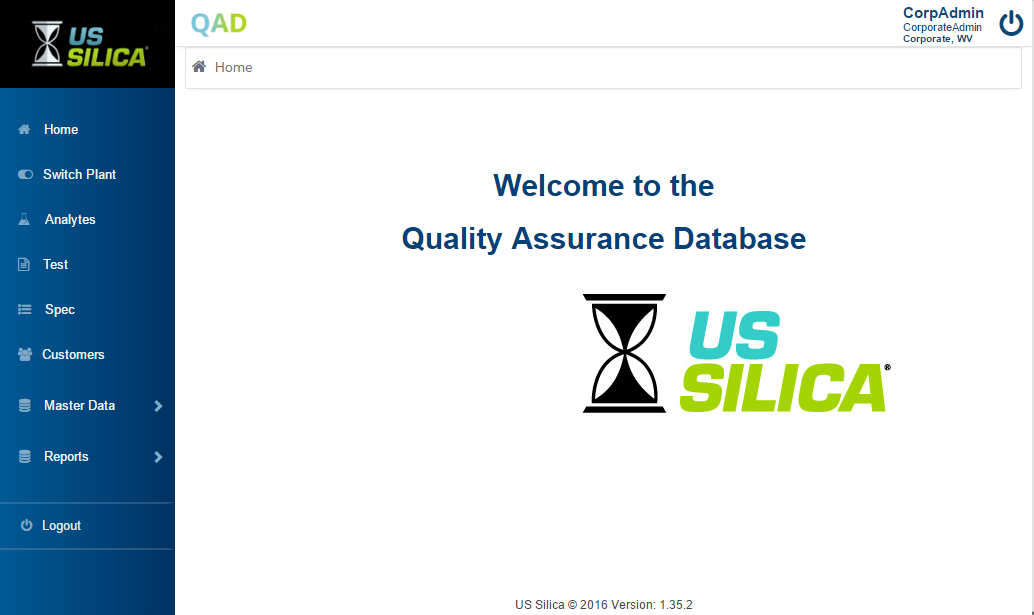 US
SILICA®
QAD
CorpAdmin
CorporateAdmin
Corporate, WV
Home
Home
Switch Plant
Analytes
Test
Spec
Customers
Master Data
Reports
Logout
Welcome to the
Quality Assurance Database
US
SILICA®
US Silica © 2016 Version: 1.35.2